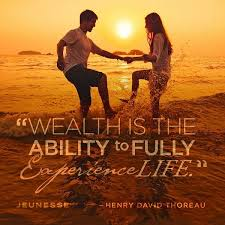 “WEALTH IS THE
ABILITY to FULLY
Experience LIFE.”
JEUNESSE – HENRY DAVID THOREAU